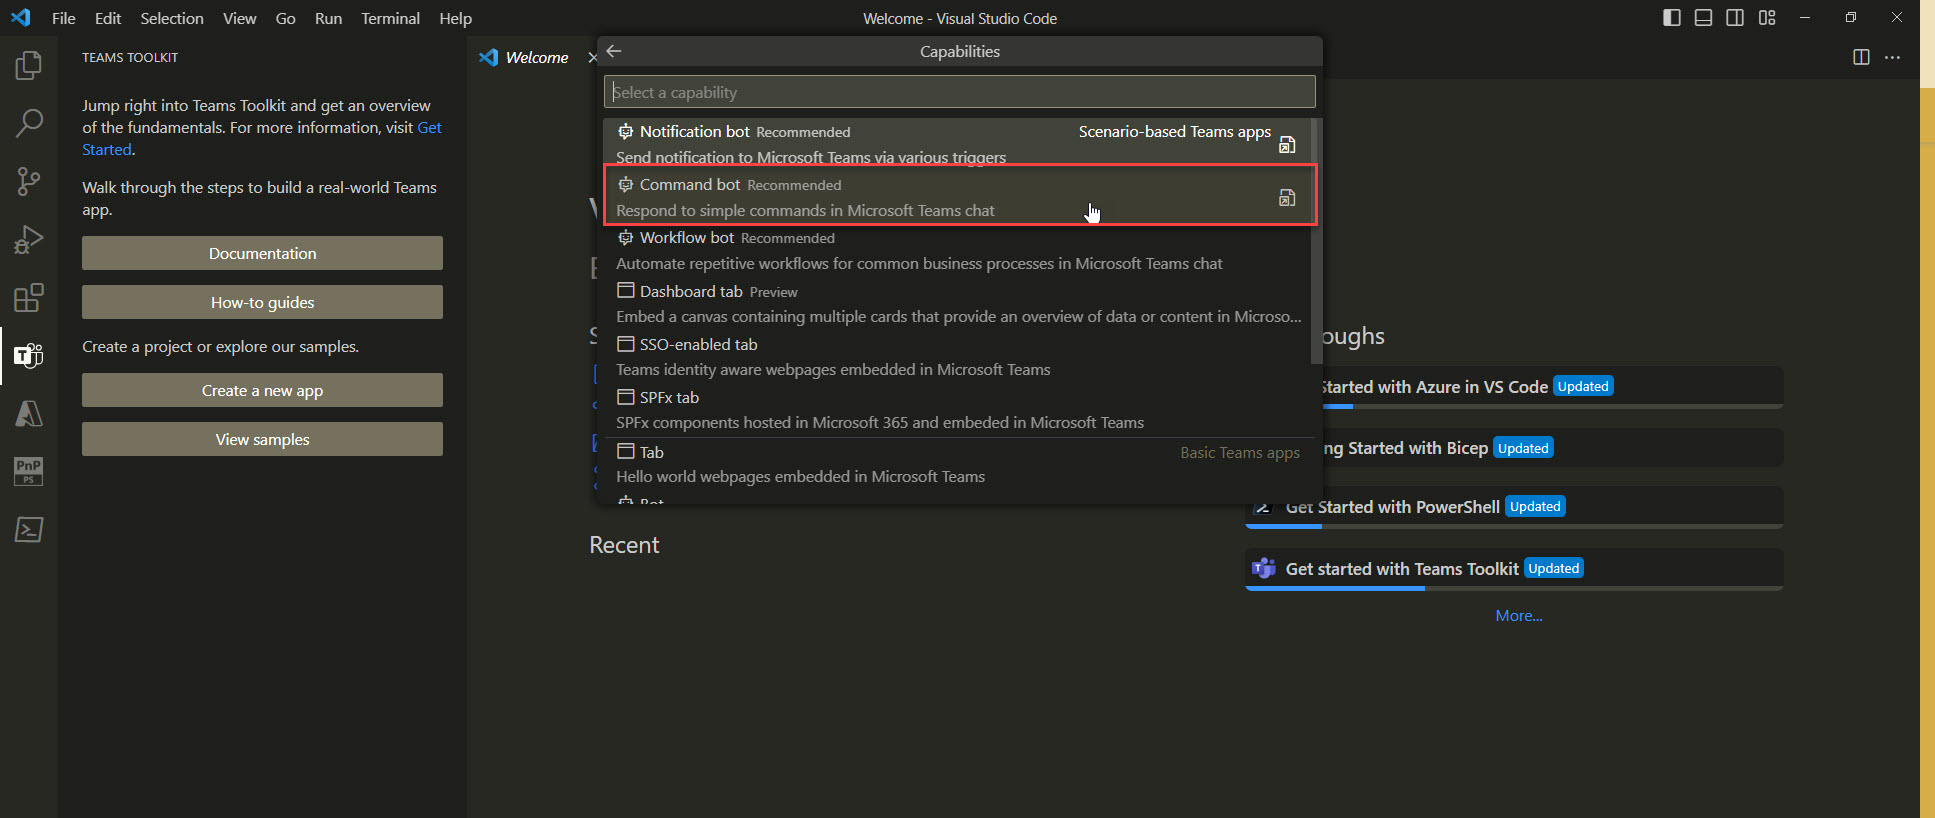 File Edit Selection View Go Run Terminal Help
Welcome - Visual Studio Code
TEAMS TOOLKIT
Jump right into Teams Toolkit and get an overview
of the fundamentals. For more information, visit Get
Started.
Walk through the steps to build a real-world Teams
app.
Documentation
How-to guides
Create a project or explore our samples.
Create a new app
View samples
PnP
PS
Welcome
Capabilities
Select a capability
Notification bot Recommended
Scenario-based Teams apps
Send notification to Microsoft Teams via various triggers
Command bot Recommended
Respond to simple commands in Microsoft Teams chat
Workflow bot Recommended
Automate repetitive workflows for common business processes in Microsoft Teams chat
Dashboard tab Preview
Embed a canvas containing multiple cards that provide an overview of data or content in Microso...
SSO-enabled tab
Teams identity aware webpages embedded in Microsoft Teams
SPFx tab
SPFx components hosted in Microsoft 365 and embeded in Microsoft Teams
Tab
Basic Teams apps
Hello world webpages embedded in Microsoft Teams
Bot
Recent
oughs
Started with Azure in VS Code Updated
ng Started with Bicep Updated
Get Started with PowerShell Updated
Get started with Teams Toolkit Updated
More...